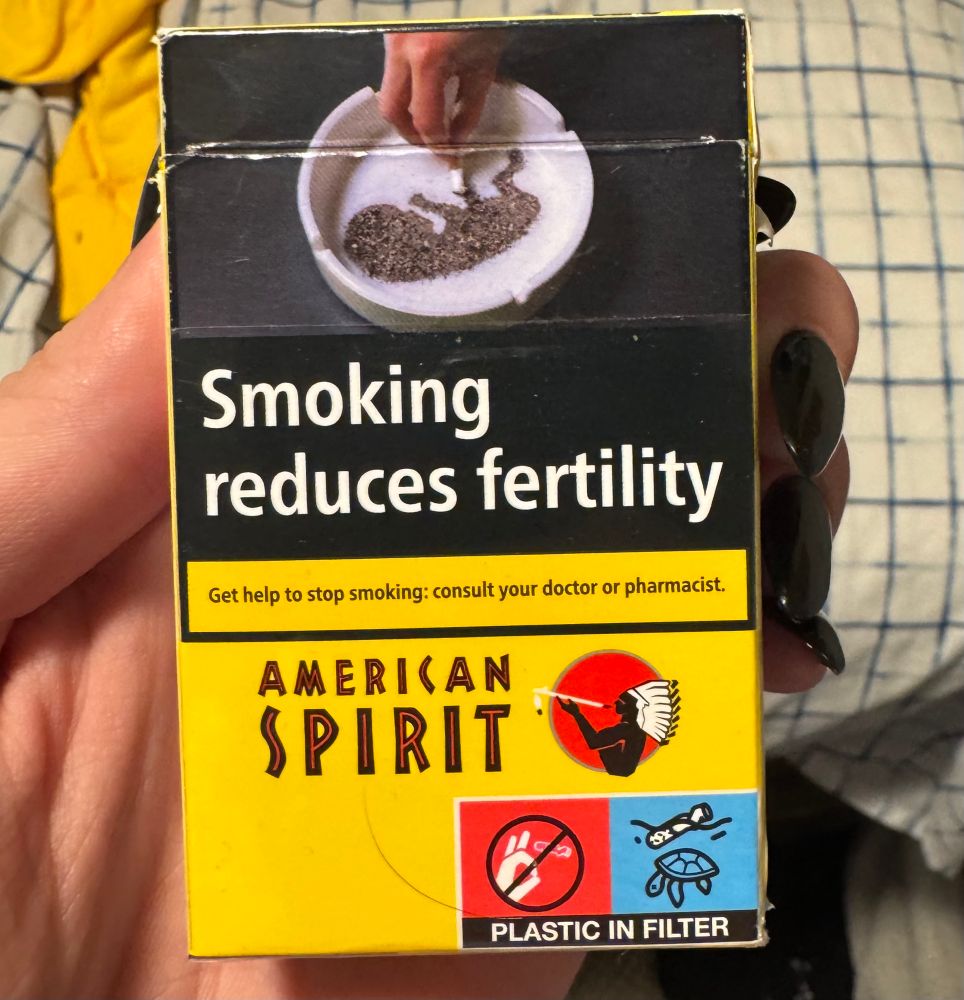 Smoking
reduces fertility
Get help to stop smoking: consult your doctor or pharmacist.
AMERICAN
SPIRIT
PLASTIC IN FILTER